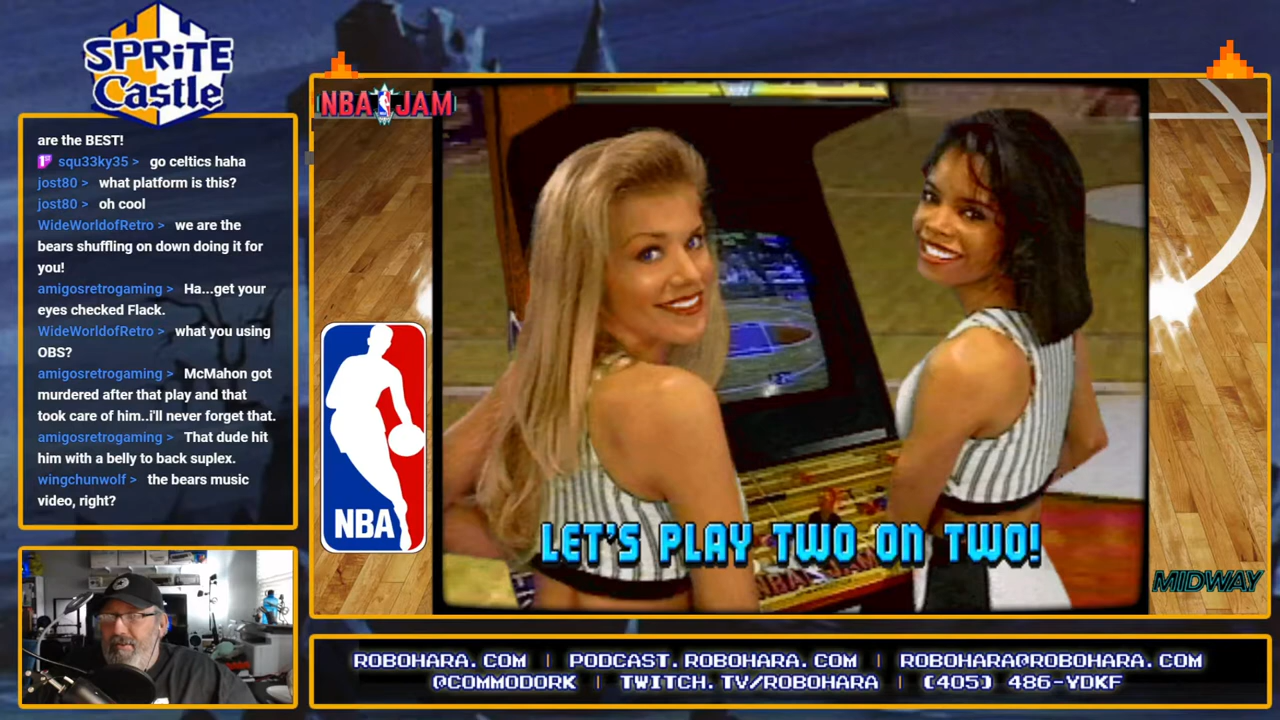 SPRiTE
Castle
are the BEST!
squ33ky35 > go celtics haha
jost80 > what platform is this?
jost80 > oh cool
WideWorldofRetro > we are the
bears shuffling on down doing it for
you!
amigosretrogaming > Ha...get your
eyes checked Flack.
WideWorldofRetro > what you using
OBS?
amigosretrogaming > McMahon got
murdered after that play and that
took care of him..i'll never forget that.
amigosretrogaming > That dude hit
him with a belly to back suplex.
wingchunwolf > the bears music
video, right?
NBA JAM
NBA
LET'S PLAY TWO ON TWO!
NBA JAM
MIDWAY
ROBOHARA.COM | PODCAST.ROBOHARA.COM | ROBOHARA@ROBOHARA.COM
@COMMODORK | TWITCH.TV/ROBOHARA | (405) 486-YDKF